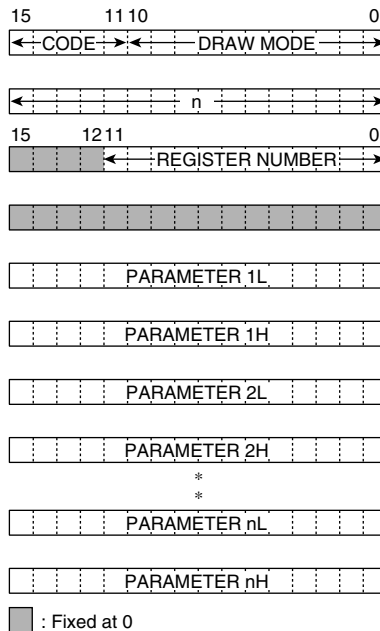 15 11 10 0
CODE DRAW MODE
n
15 12 11 0
REGISTER NUMBER
PARAMETER 1L
PARAMETER 1H
PARAMETER 2L
PARAMETER 2H
*
*
PARAMETER nL
PARAMETER nH
: Fixed at 0